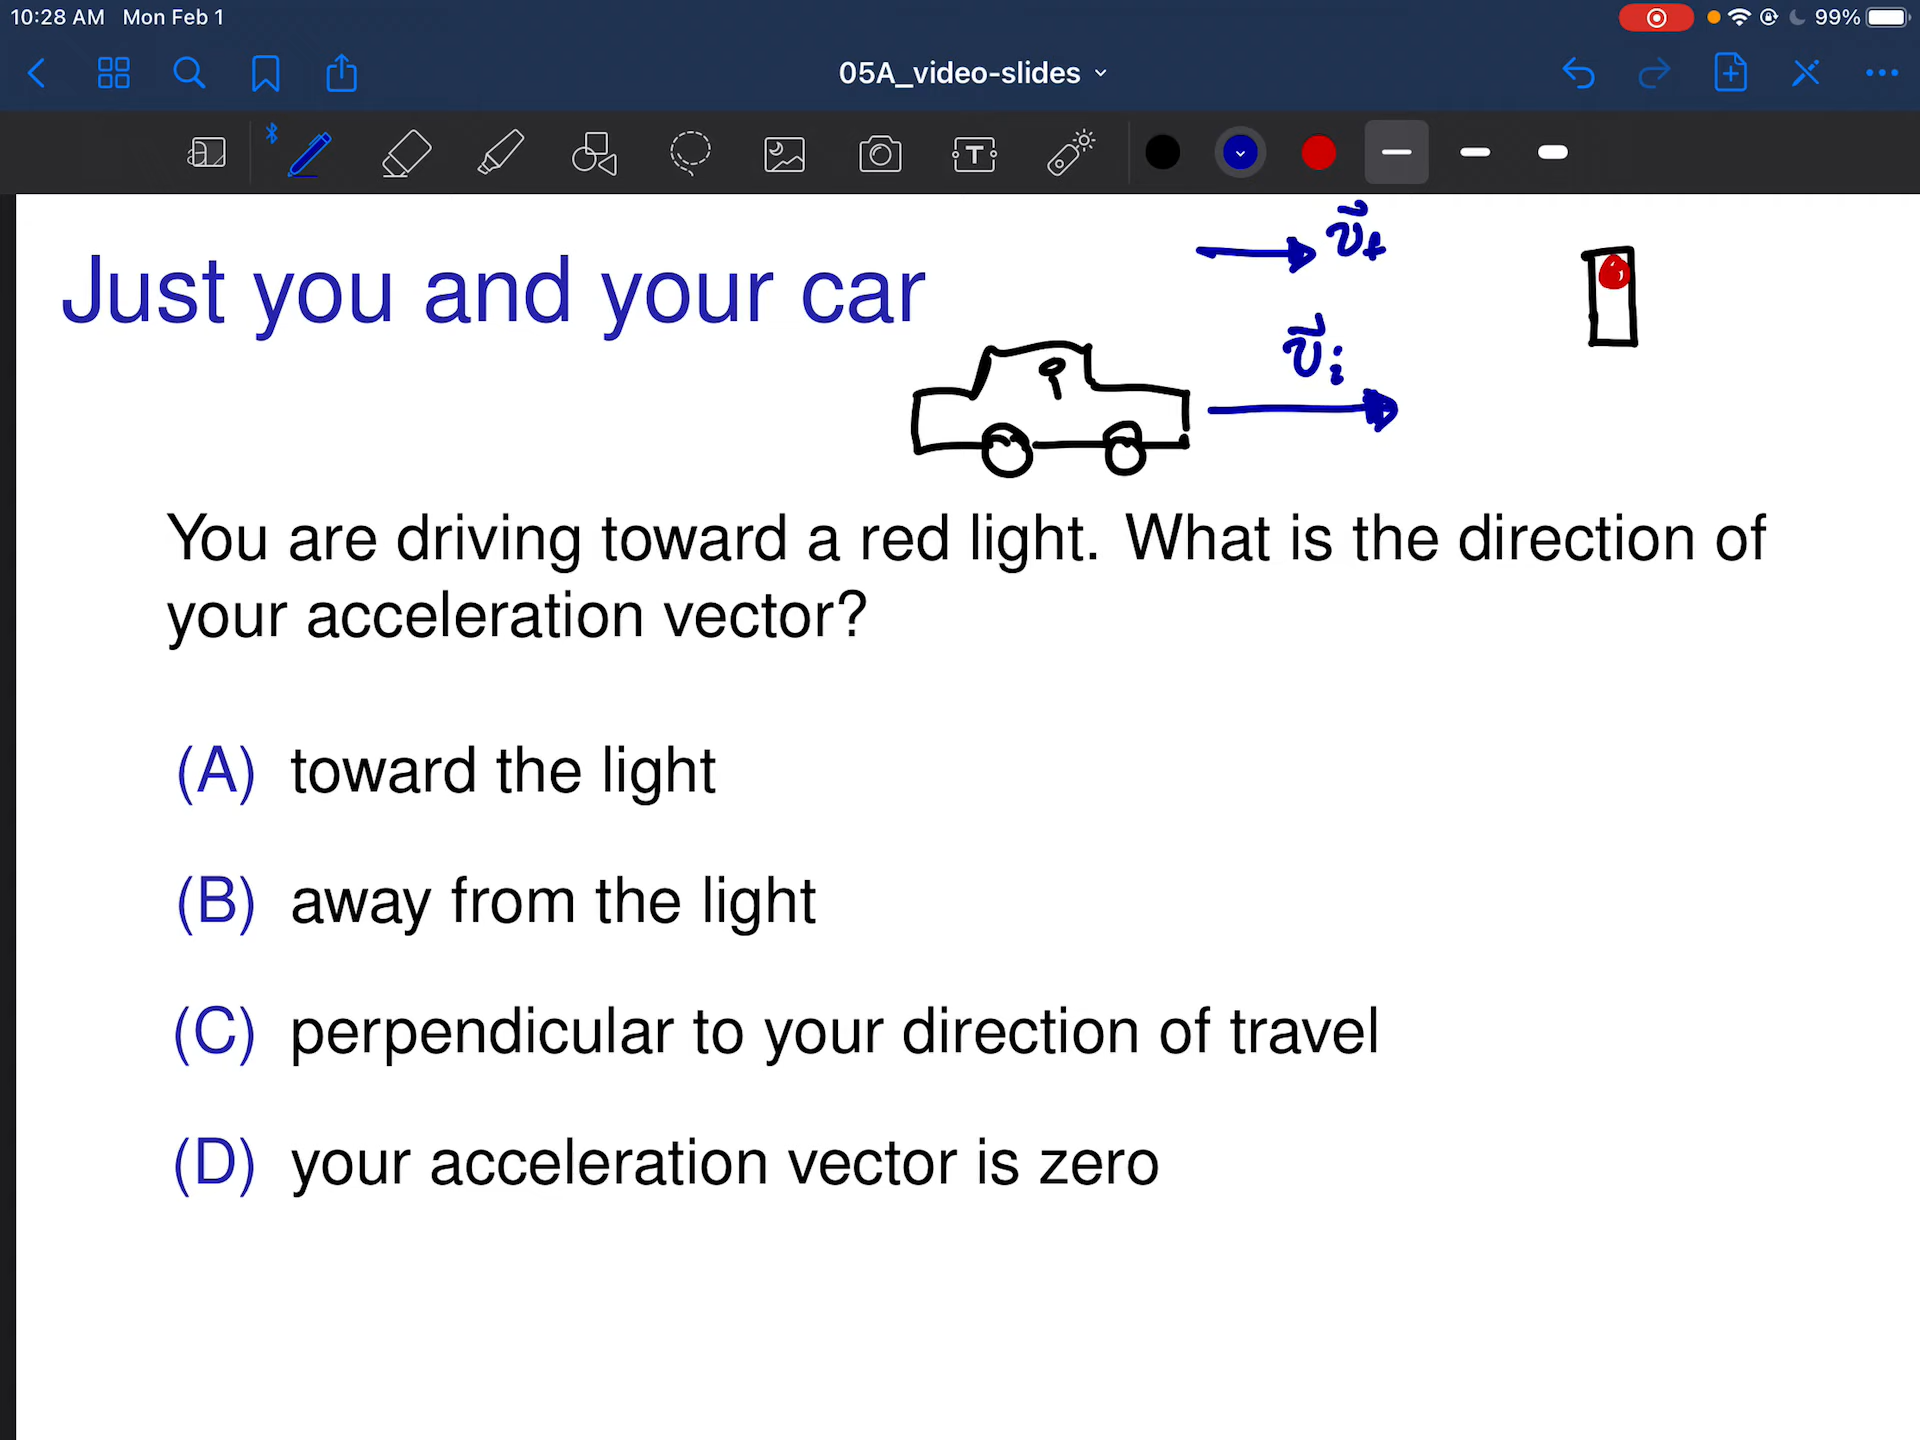 10:28 AM Mon Feb 1
99%
05A_video-slides
Just you and your car
v⃗f
v⃗i
You are driving toward a red light. What is the direction of
your acceleration vector?
(A) toward the light
(B) away from the light
(C) perpendicular to your direction of travel
(D) your acceleration vector is zero